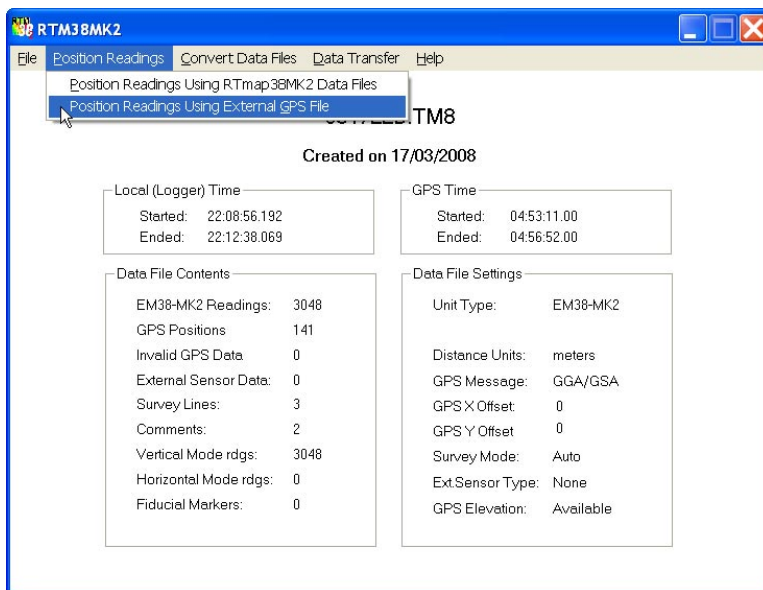 RTM38MK2
File Position Readings Convert Data Files Data Transfer Help
Position Readings Using RTmap38MK2 Data Files
Position Readings Using External GPS File
Created on 17/03/2008
Local (Logger) Time
Started: 22:08:56.192
Ended: 22:12:38.069
GPS Time
Started: 04:53:11.00
Ended: 04:56:52.00
Data File Contents
EM38-MK2 Readings: 3048
GPS Positions 141
Invalid GPS Data 0
External Sensor Data: 0
Survey Lines: 3
Comments: 2
Vertical Mode rdgs: 3048
Horizontal Mode rdgs: 0
Fiducial Markers: 0
Data File Settings
Unit Type: EM38-MK2
Distance Units: meters
GPS Message: GGA/GSA
GPS X Offset: 0
GPS Y Offset 0
Survey Mode: Auto
Ext.Sensor Type: None
GPS Elevation: Available